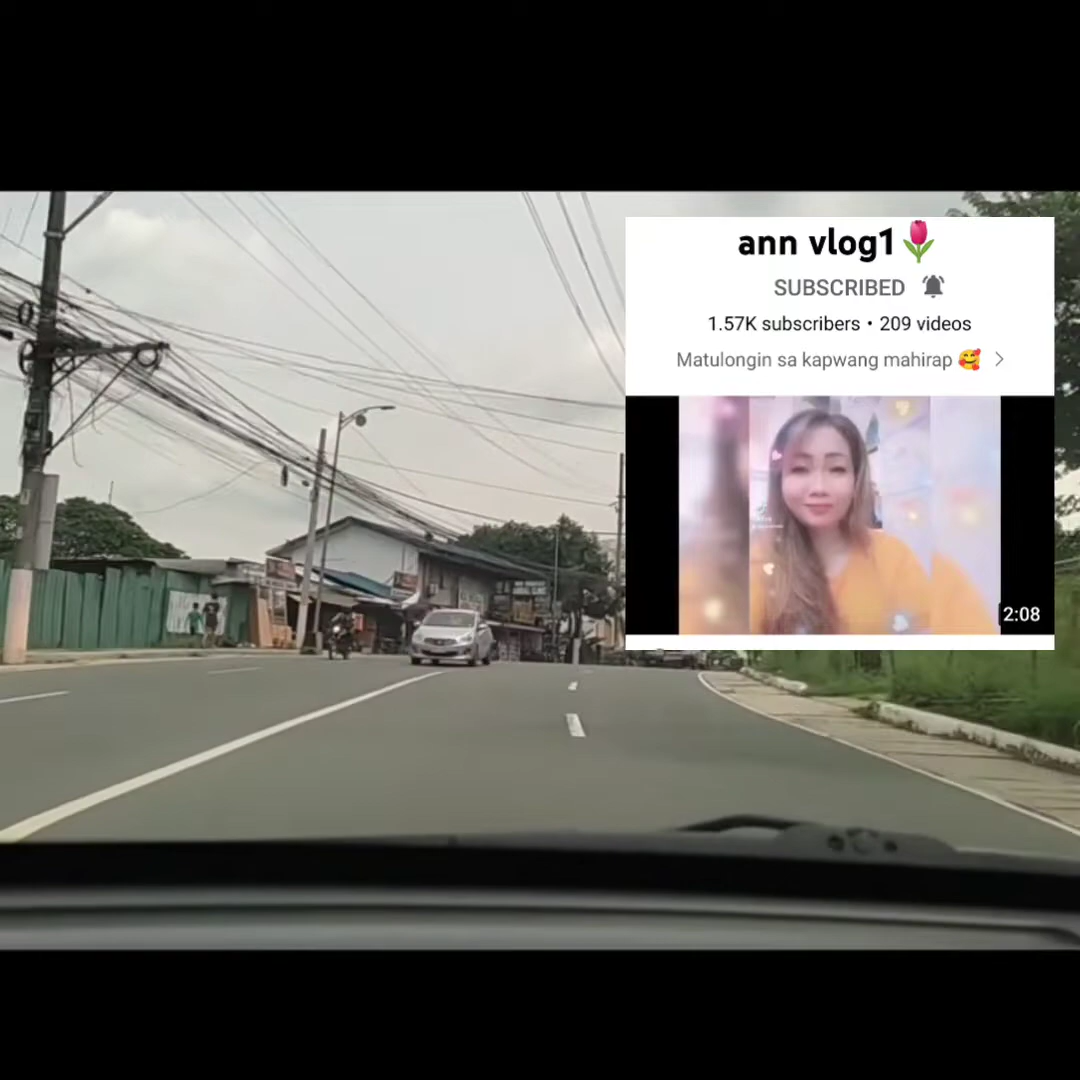 ann vlog1🌷
SUBSCRIBED
1.57K subscribers • 209 videos
Matulongin sa kapwang mahirap 🥰 >
2:08